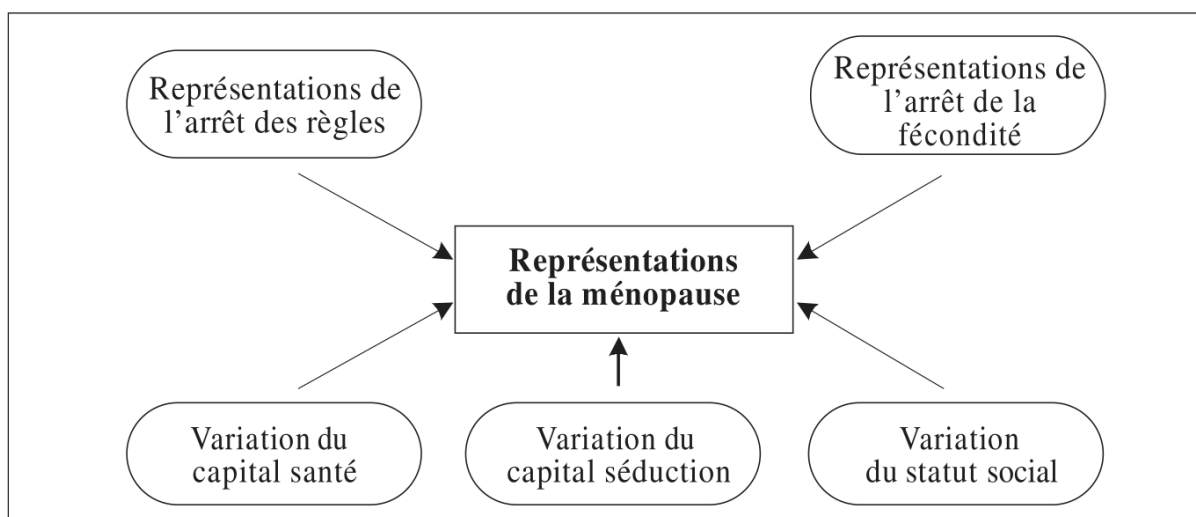 Représentations de
l’arrêt des règles
Représentations de
l’arrêt de la
fécondité
Représentations
de la ménopause
Variation du
capital santé
Variation du
capital séduction
Variation
du statut social